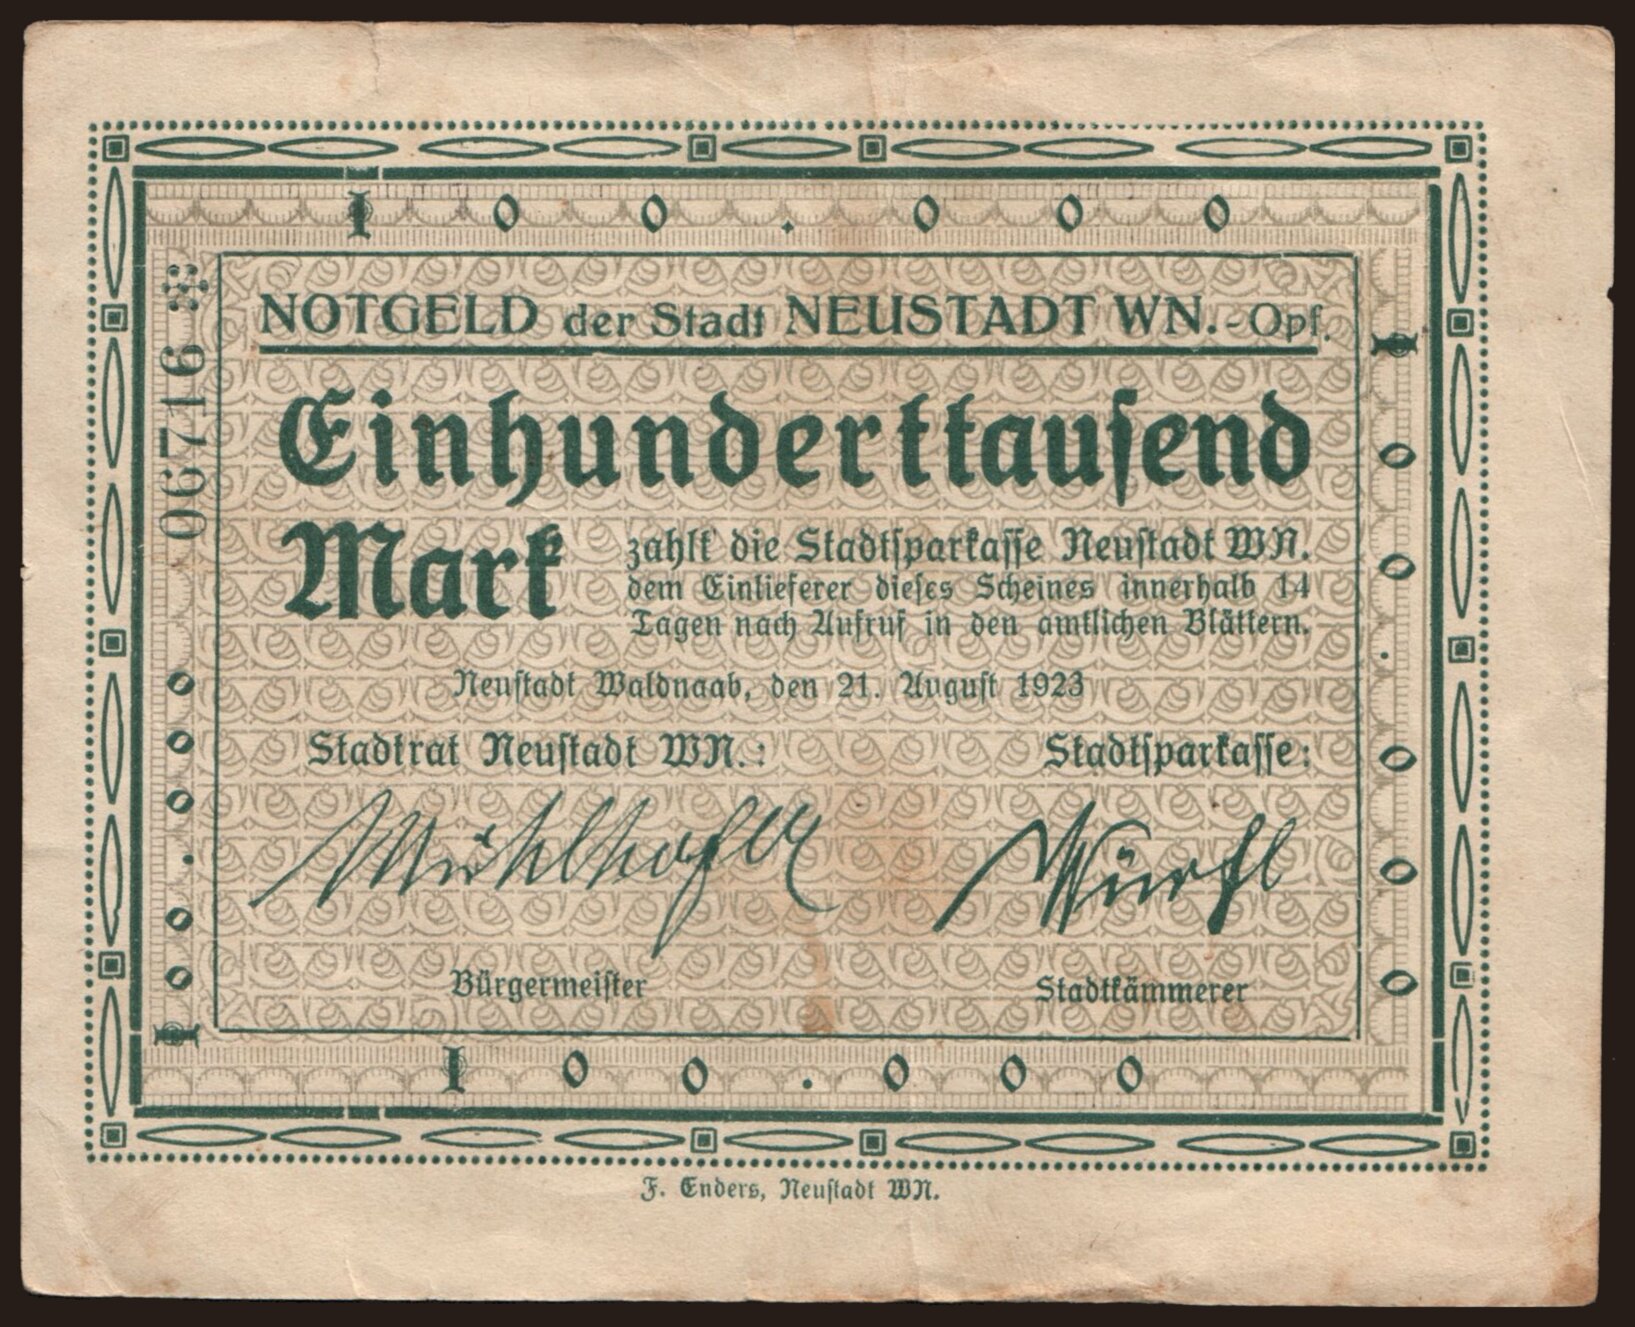 100.000
NOTGELD der Stadt NEUSTADT WN.-Opf.
067716
Einhunderttausend
Mark
zahlt die Stadtsparkasse Neustadt WN.
dem Einlieferer dieses Scheines innerhalb 14
Tagen nach Aufruf in den amtlichen Blättern.
Neustadt Waldnaab, den 21. August 1923
Stadtrat Neustadt WN.: Stadtsparkasse:
Bürgermeister Stadtkämmerer
100.000
100.000
100.000
F. Enders, Neustadt WN.